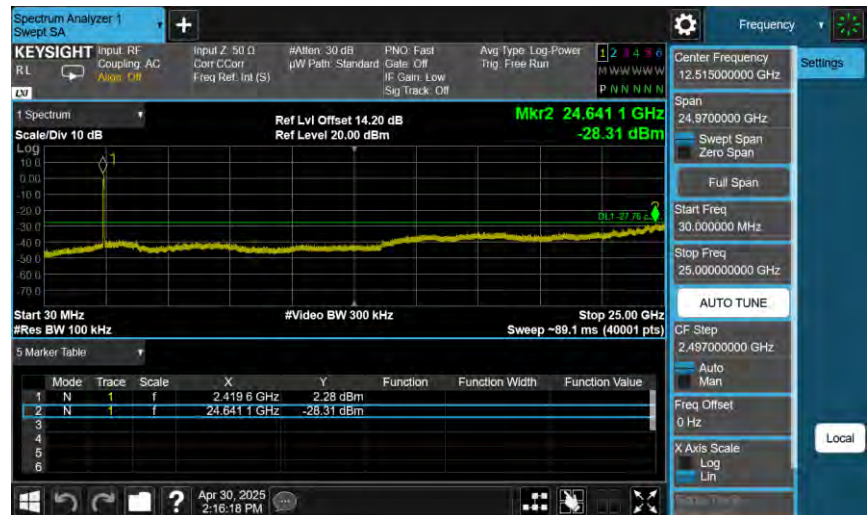 Spectrum Analyzer 1
Swept SA
+
Frequency
KEYSIGHT
RL
LXI
Input: RF
Coupling: AC
Align: Off
Input Z: 50 Ω
Corr CCorr
Freq Ref: Int (S)
#Atten: 30 dB
µW Path: Standard
PNO: Fast
Gate: Off
IF Gain: Low
Sig Track: Off
Avg Type: Log-Power
Trig: Free Run
1 2 3 4 5 6
M W W W W W
P N N N N N
1 Spectrum
Scale/Div 10 dB
Ref Lvl Offset 14.20 dB
Ref Level 20.00 dBm
Mkr2 24.641 1 GHz
-28.31 dBm
Log
10.0
0.00
-10.0
-20.0
-30.0
-40.0
-50.0
-60.0
-70.0
1
DL1 -27.76
Start 30 MHz
#Res BW 100 kHz
#Video BW 300 kHz
Stop 25.00 GHz
Sweep ~89.1 ms (40001 pts)
5 Marker Table
Mode Trace Scale X Y Function Function Width Function Value
1 N 1 f 2.419 6 GHz 2.28 dBm
2 N 1 f 24.641 1 GHz -28.31 dBm
3
4
5
6
Apr 30, 2025
2:16:18 PM
Center Frequency
12.515000000 GHz
Span
24.9700000 GHz
Swept Span
Zero Span
Full Span
Start Freq
30.000000 MHz
Stop Freq
25.000000000 GHz
AUTO TUNE
CF Step
2.497000000 GHz
Auto
Man
Freq Offset
0 Hz
X Axis Scale
Log
Lin
Settings
Local